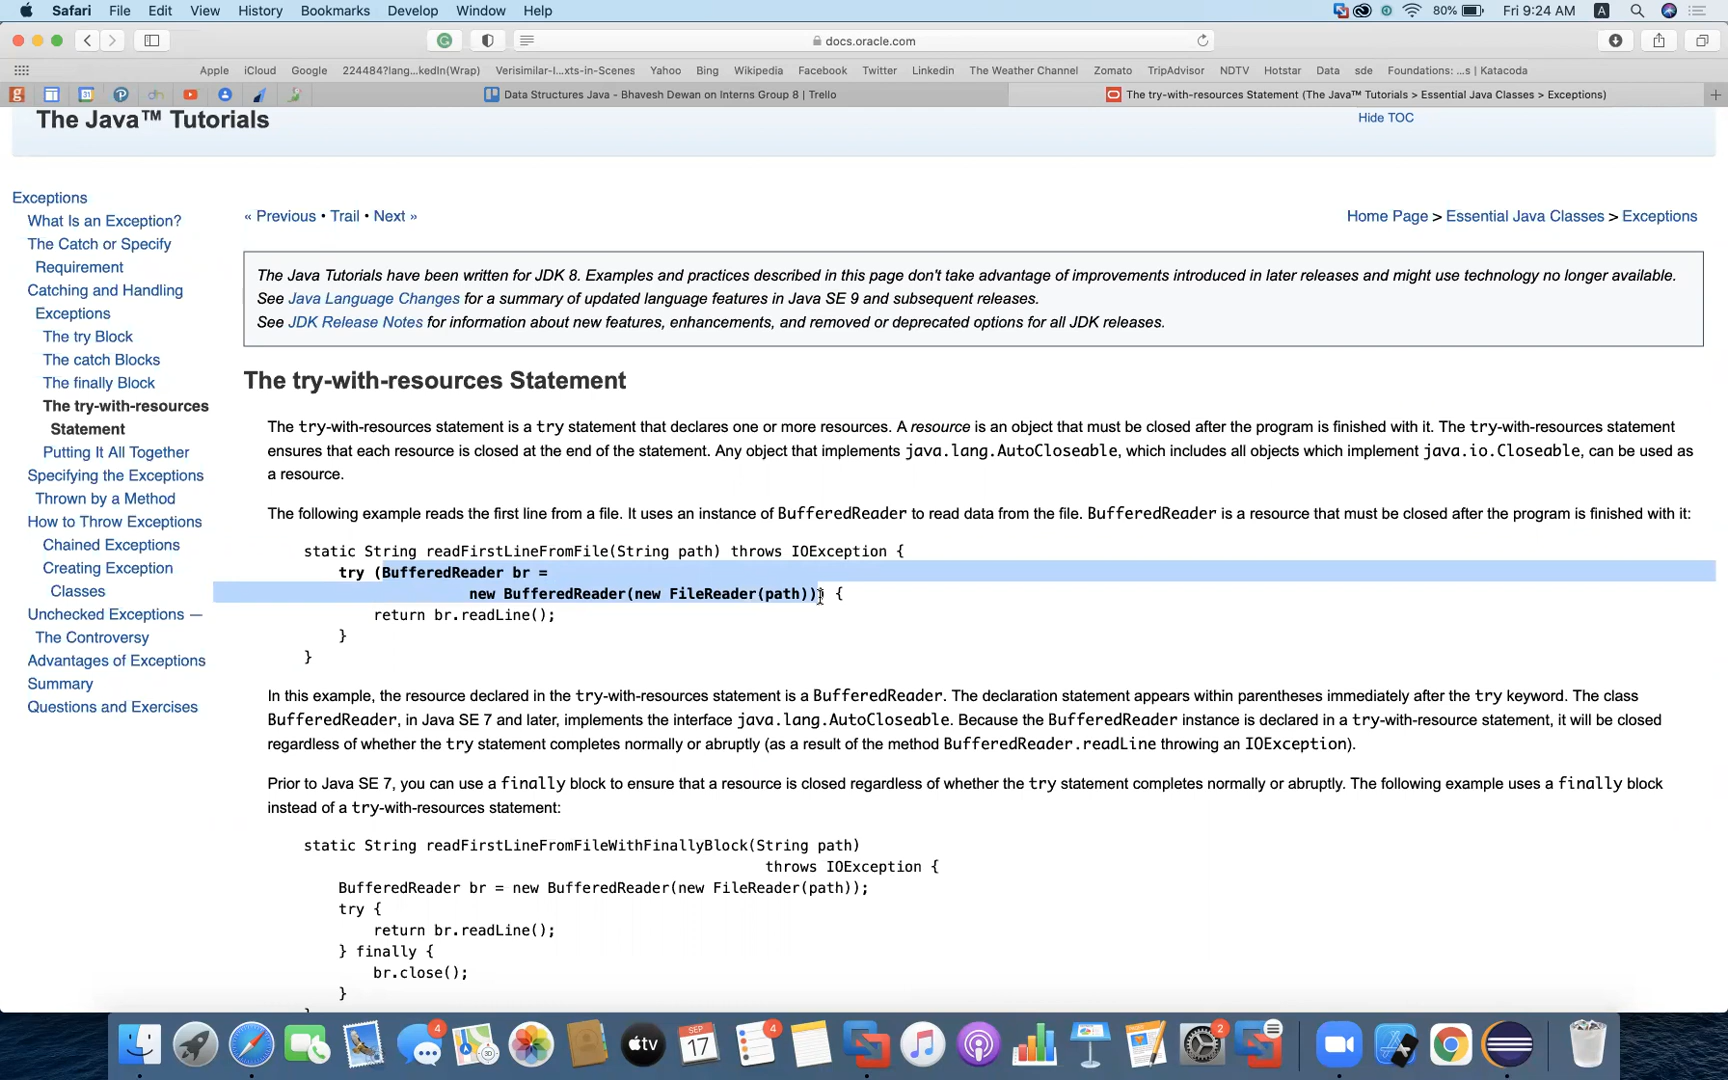 Safari File Edit View History Bookmarks Develop Window Help 80% Fri 9:24 AM A
docs.oracle.com
Apple iCloud Google 224484?lang...kedIn(Wrap) Verisimilar-I...xts-in-Scenes Yahoo Bing Wikipedia Facebook Twitter Linkedin The Weather Channel Zomato TripAdvisor NDTV Hotstar Data sde Foundations: ...s | Katacoda
Data Structures Java - Bhavesh Dewan on Interns Group 8 | Trello
The try-with-resources Statement (The Java™ Tutorials > Essential Java Classes > Exceptions)
The Java™ Tutorials
Hide TOC
Exceptions
What Is an Exception?
The Catch or Specify
Requirement
Catching and Handling
Exceptions
The try Block
The catch Blocks
The finally Block
The try-with-resources
Statement
Putting It All Together
Specifying the Exceptions
Thrown by a Method
How to Throw Exceptions
Chained Exceptions
Creating Exception
Classes
Unchecked Exceptions —
The Controversy
Advantages of Exceptions
Summary
Questions and Exercises
« Previous • Trail • Next »
Home Page > Essential Java Classes > Exceptions
The Java Tutorials have been written for JDK 8. Examples and practices described in this page don't take advantage of improvements introduced in later releases and might use technology no longer available.
See Java Language Changes for a summary of updated language features in Java SE 9 and subsequent releases.
See JDK Release Notes for information about new features, enhancements, and removed or deprecated options for all JDK releases.
The try-with-resources Statement
The try-with-resources statement is a try statement that declares one or more resources. A resource is an object that must be closed after the program is finished with it. The try-with-resources statement
ensures that each resource is closed at the end of the statement. Any object that implements java.lang.AutoCloseable, which includes all objects which implement java.io.Closeable, can be used as
a resource.
The following example reads the first line from a file. It uses an instance of BufferedReader to read data from the file. BufferedReader is a resource that must be closed after the program is finished with it:
static String readFirstLineFromFile(String path) throws IOException {
try (BufferedReader br =
new BufferedReader(new FileReader(path))) {
return br.readLine();
}
}
In this example, the resource declared in the try-with-resources statement is a BufferedReader. The declaration statement appears within parentheses immediately after the try keyword. The class
BufferedReader, in Java SE 7 and later, implements the interface java.lang.AutoCloseable. Because the BufferedReader instance is declared in a try-with-resource statement, it will be closed
regardless of whether the try statement completes normally or abruptly (as a result of the method BufferedReader.readLine throwing an IOException).
Prior to Java SE 7, you can use a finally block to ensure that a resource is closed regardless of whether the try statement completes normally or abruptly. The following example uses a finally block
instead of a try-with-resources statement:
static String readFirstLineFromFileWithFinallyBlock(String path)
throws IOException {
BufferedReader br = new BufferedReader(new FileReader(path));
try {
return br.readLine();
} finally {
br.close();
}
4
tv
SEP
17
4
2